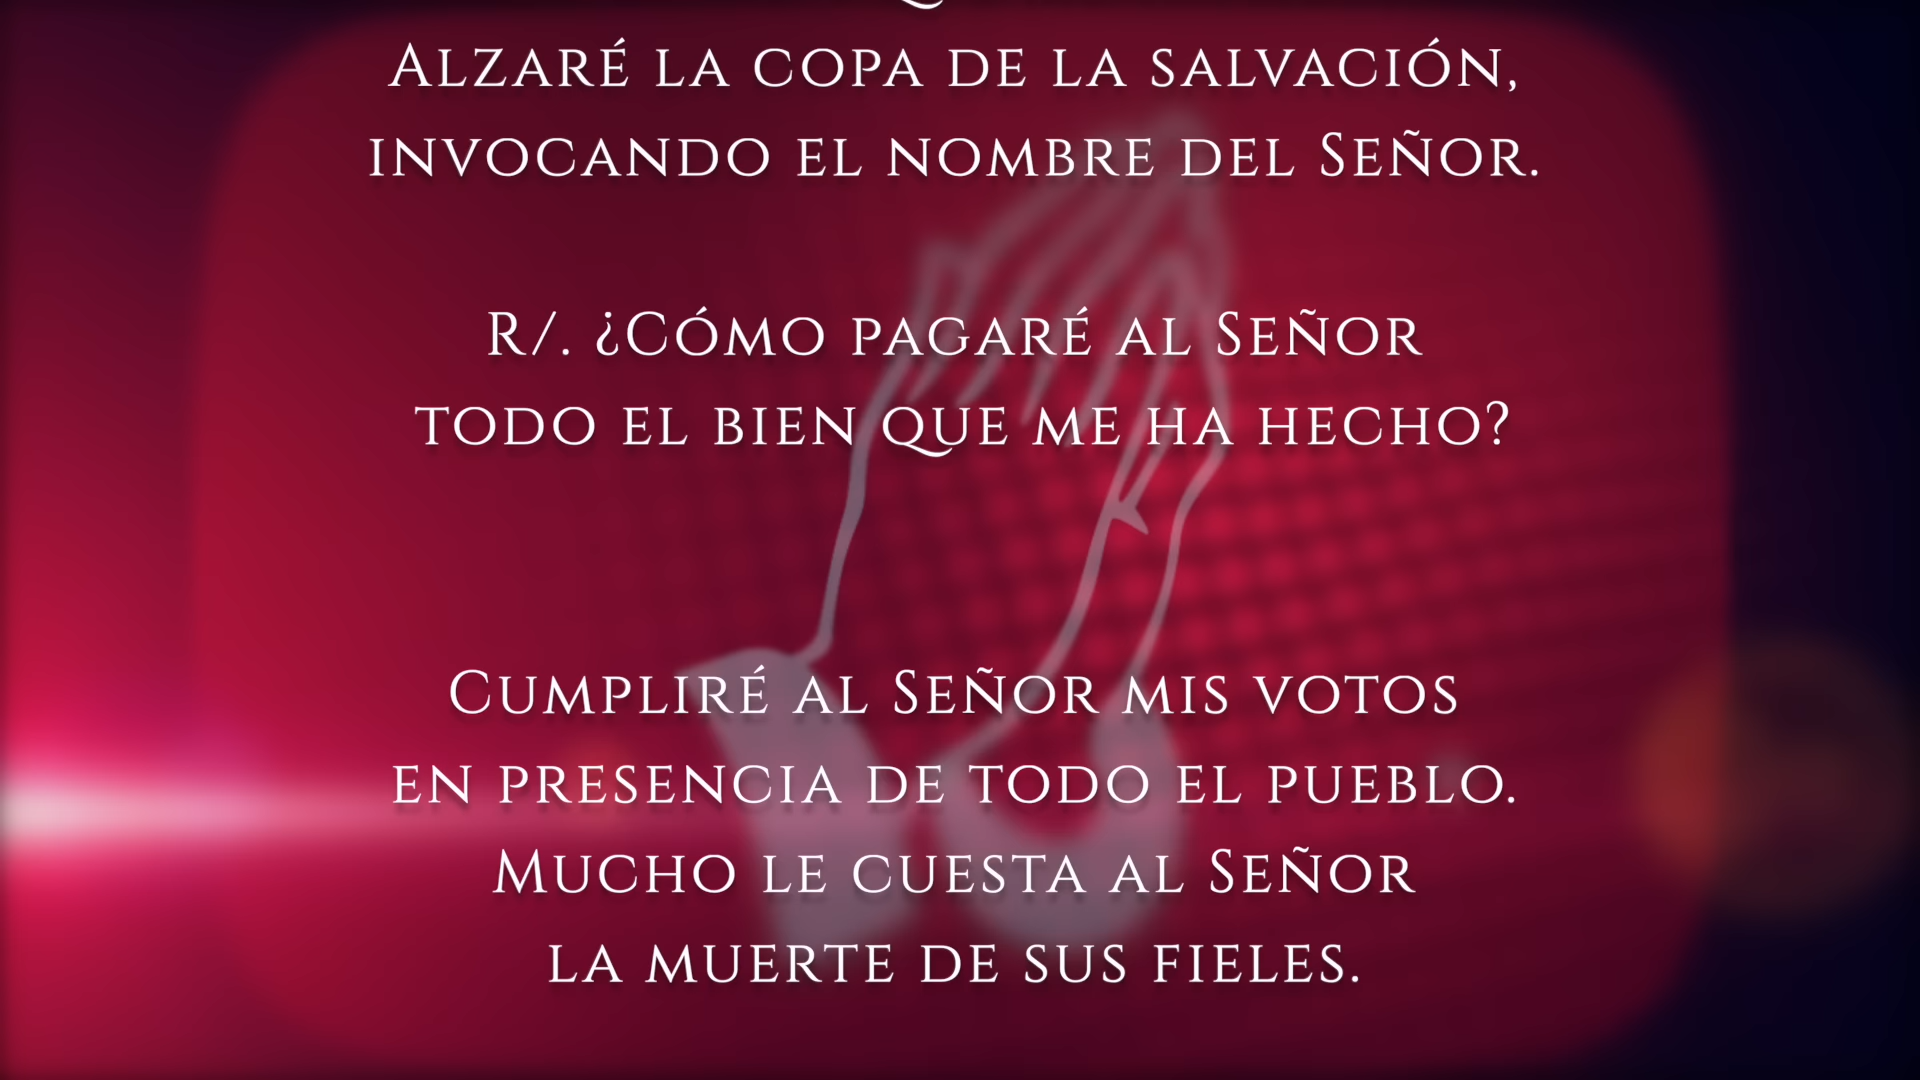 Alzaré la copa de la salvación,
invocando el nombre del Señor.
R/. ¿Cómo pagaré al Señor
todo el bien que me ha hecho?
Cumpliré al Señor mis votos
en presencia de todo el pueblo.
Mucho le cuesta al Señor
la muerte de sus fieles.